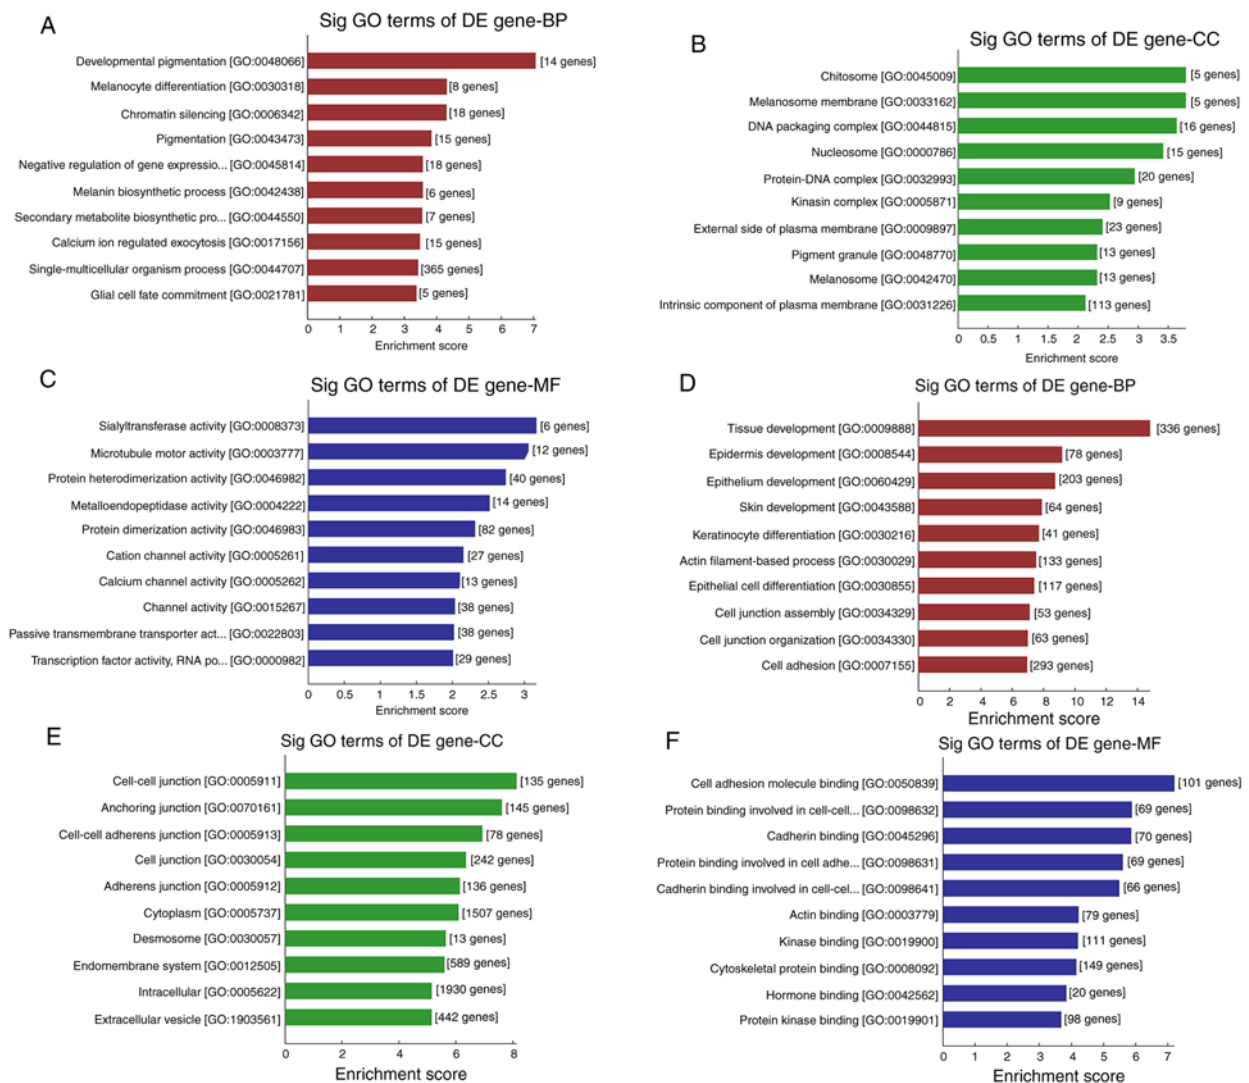 A
Sig GO terms of DE gene-BP
Developmental pigmentation [GO:0048066] [14 genes]
Melanocyte differentiation [GO:0030318] [8 genes]
Chromatin silencing [GO:0006342] [18 genes]
Pigmentation [GO:0043473] [15 genes]
Negative regulation of gene expressio... [GO:0045814] [18 genes]
Melanin biosynthetic process [GO:0042438] [6 genes]
Secondary metabolite biosynthetic pro... [GO:0044550] [7 genes]
Calcium ion regulated exocytosis [GO:0017156] [15 genes]
Single-multicellular organism process [GO:0044707] [365 genes]
Glial cell fate commitment [GO:0021781] [5 genes]
0 1 2 3 4 5 6 7
Enrichment score
B
Sig GO terms of DE gene-CC
Chitosome [GO:0045009] [5 genes]
Melanosome membrane [GO:0033162] [5 genes]
DNA packaging complex [GO:0044815] [16 genes]
Nucleosome [GO:0000786] [15 genes]
Protein-DNA complex [GO:0032993] [20 genes]
Kinasin complex [GO:0005871] [9 genes]
External side of plasma membrane [GO:0009897] [23 genes]
Pigment granule [GO:0048770] [13 genes]
Melanosome [GO:0042470] [13 genes]
Intrinsic component of plasma membrane [GO:0031226] [113 genes]
0 0.5 1 1.5 2 2.5 3 3.5
Enrichment score
C
Sig GO terms of DE gene-MF
Sialyltransferase activity [GO:0008373] [6 genes]
Microtubule motor activity [GO:0003777] [12 genes]
Protein heterodimerization activity [GO:0046982] [40 genes]
Metalloendopeptidase activity [GO:0004222] [14 genes]
Protein dimerization activity [GO:0046983] [82 genes]
Cation channel activity [GO:0005261] [27 genes]
Calcium channel activity [GO:0005262] [13 genes]
Channel activity [GO:0015267] [38 genes]
Passive transmembrane transporter act... [GO:0022803] [38 genes]
Transcription factor activity, RNA po... [GO:0000982] [29 genes]
0 0.5 1 1.5 2 2.5 3
Enrichment score
D
Sig GO terms of DE gene-BP
Tissue development [GO:0009888] [336 genes]
Epidermis development [GO:0008544] [78 genes]
Epithelium development [GO:0060429] [203 genes]
Skin development [GO:0043588] [64 genes]
Keratinocyte differentiation [GO:0030216] [41 genes]
Actin filament-based process [GO:0030029] [133 genes]
Epithelial cell differentiation [GO:0030855] [117 genes]
Cell junction assembly [GO:0034329] [53 genes]
Cell junction organization [GO:0034330] [63 genes]
Cell adhesion [GO:0007155] [293 genes]
0 2 4 6 8 10 12 14
Enrichment score
E
Sig GO terms of DE gene-CC
Cell-cell junction [GO:0005911] [135 genes]
Anchoring junction [GO:0070161] [145 genes]
Cell-cell adherens junction [GO:0005913] [78 genes]
Cell junction [GO:0030054] [242 genes]
Adherens junction [GO:0005912] [136 genes]
Cytoplasm [GO:0005737] [1507 genes]
Desmosome [GO:0030057] [13 genes]
Endomembrane system [GO:0012505] [589 genes]
Intracellular [GO:0005622] [1930 genes]
Extracellular vesicle [GO:1903561] [442 genes]
0 2 4 6 8
Enrichment score
F
Sig GO terms of DE gene-MF
Cell adhesion molecule binding [GO:0050839] [101 genes]
Protein binding involved in cell-cell... [GO:0098632] [69 genes]
Cadherin binding [GO:0045296] [70 genes]
Protein binding involved in cell adhe... [GO:0098631] [69 genes]
Cadherin binding involved in cell-cel... [GO:0098641] [66 genes]
Actin binding [GO:0003779] [79 genes]
Kinase binding [GO:0019900] [111 genes]
Cytoskeletal protein binding [GO:0008092] [149 genes]
Hormone binding [GO:0042562] [20 genes]
Protein kinase binding [GO:0019901] [98 genes]
0 1 2 3 4 5 6 7
Enrichment score